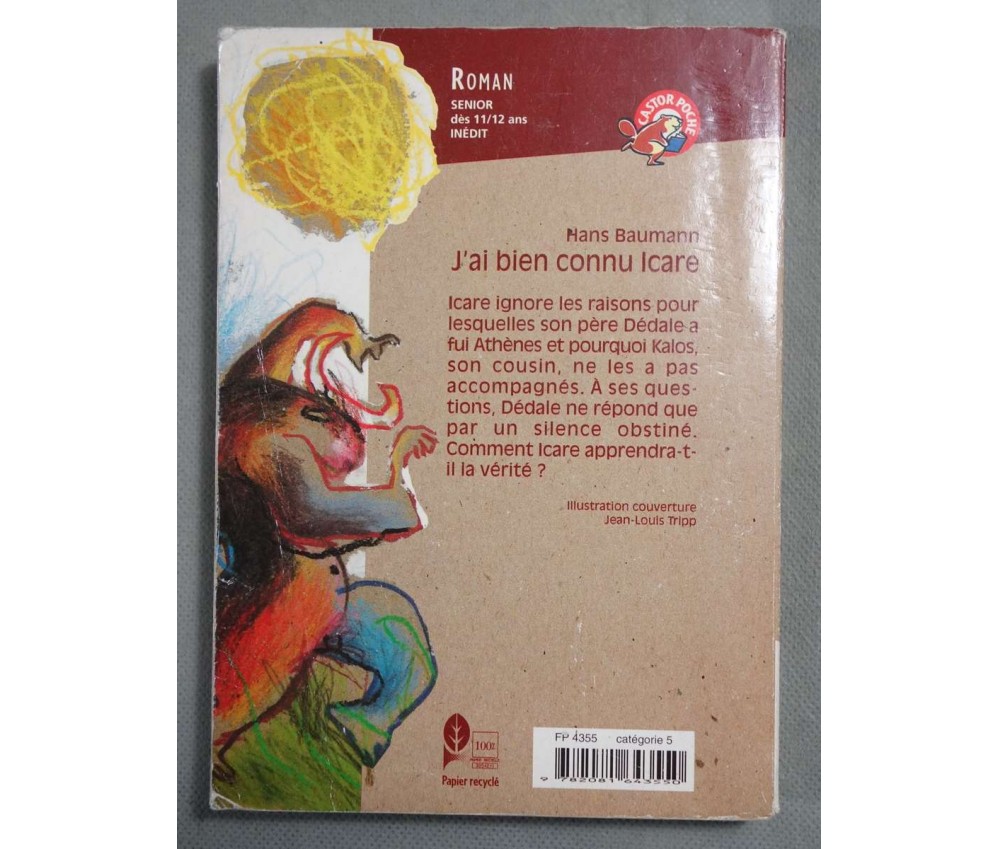 ROMAN
SENIOR
dès 11/12 ans
INÉDIT
CASTOR POCHE
Hans Baumann
J'ai bien connu Icare
Icare ignore les raisons pour
lesquelles son père Dédale a
fui Athènes et pourquoi Kalos,
son cousin, ne les a pas
accompagnés. À ses ques-
tions, Dédale ne répond que
par un silence obstiné.
Comment Icare apprendra-t-
il la vérité ?
Illustration couverture
Jean-Louis Tripp
100%
Papier recyclé
FP 4355 catégorie 5
9 782081 643550